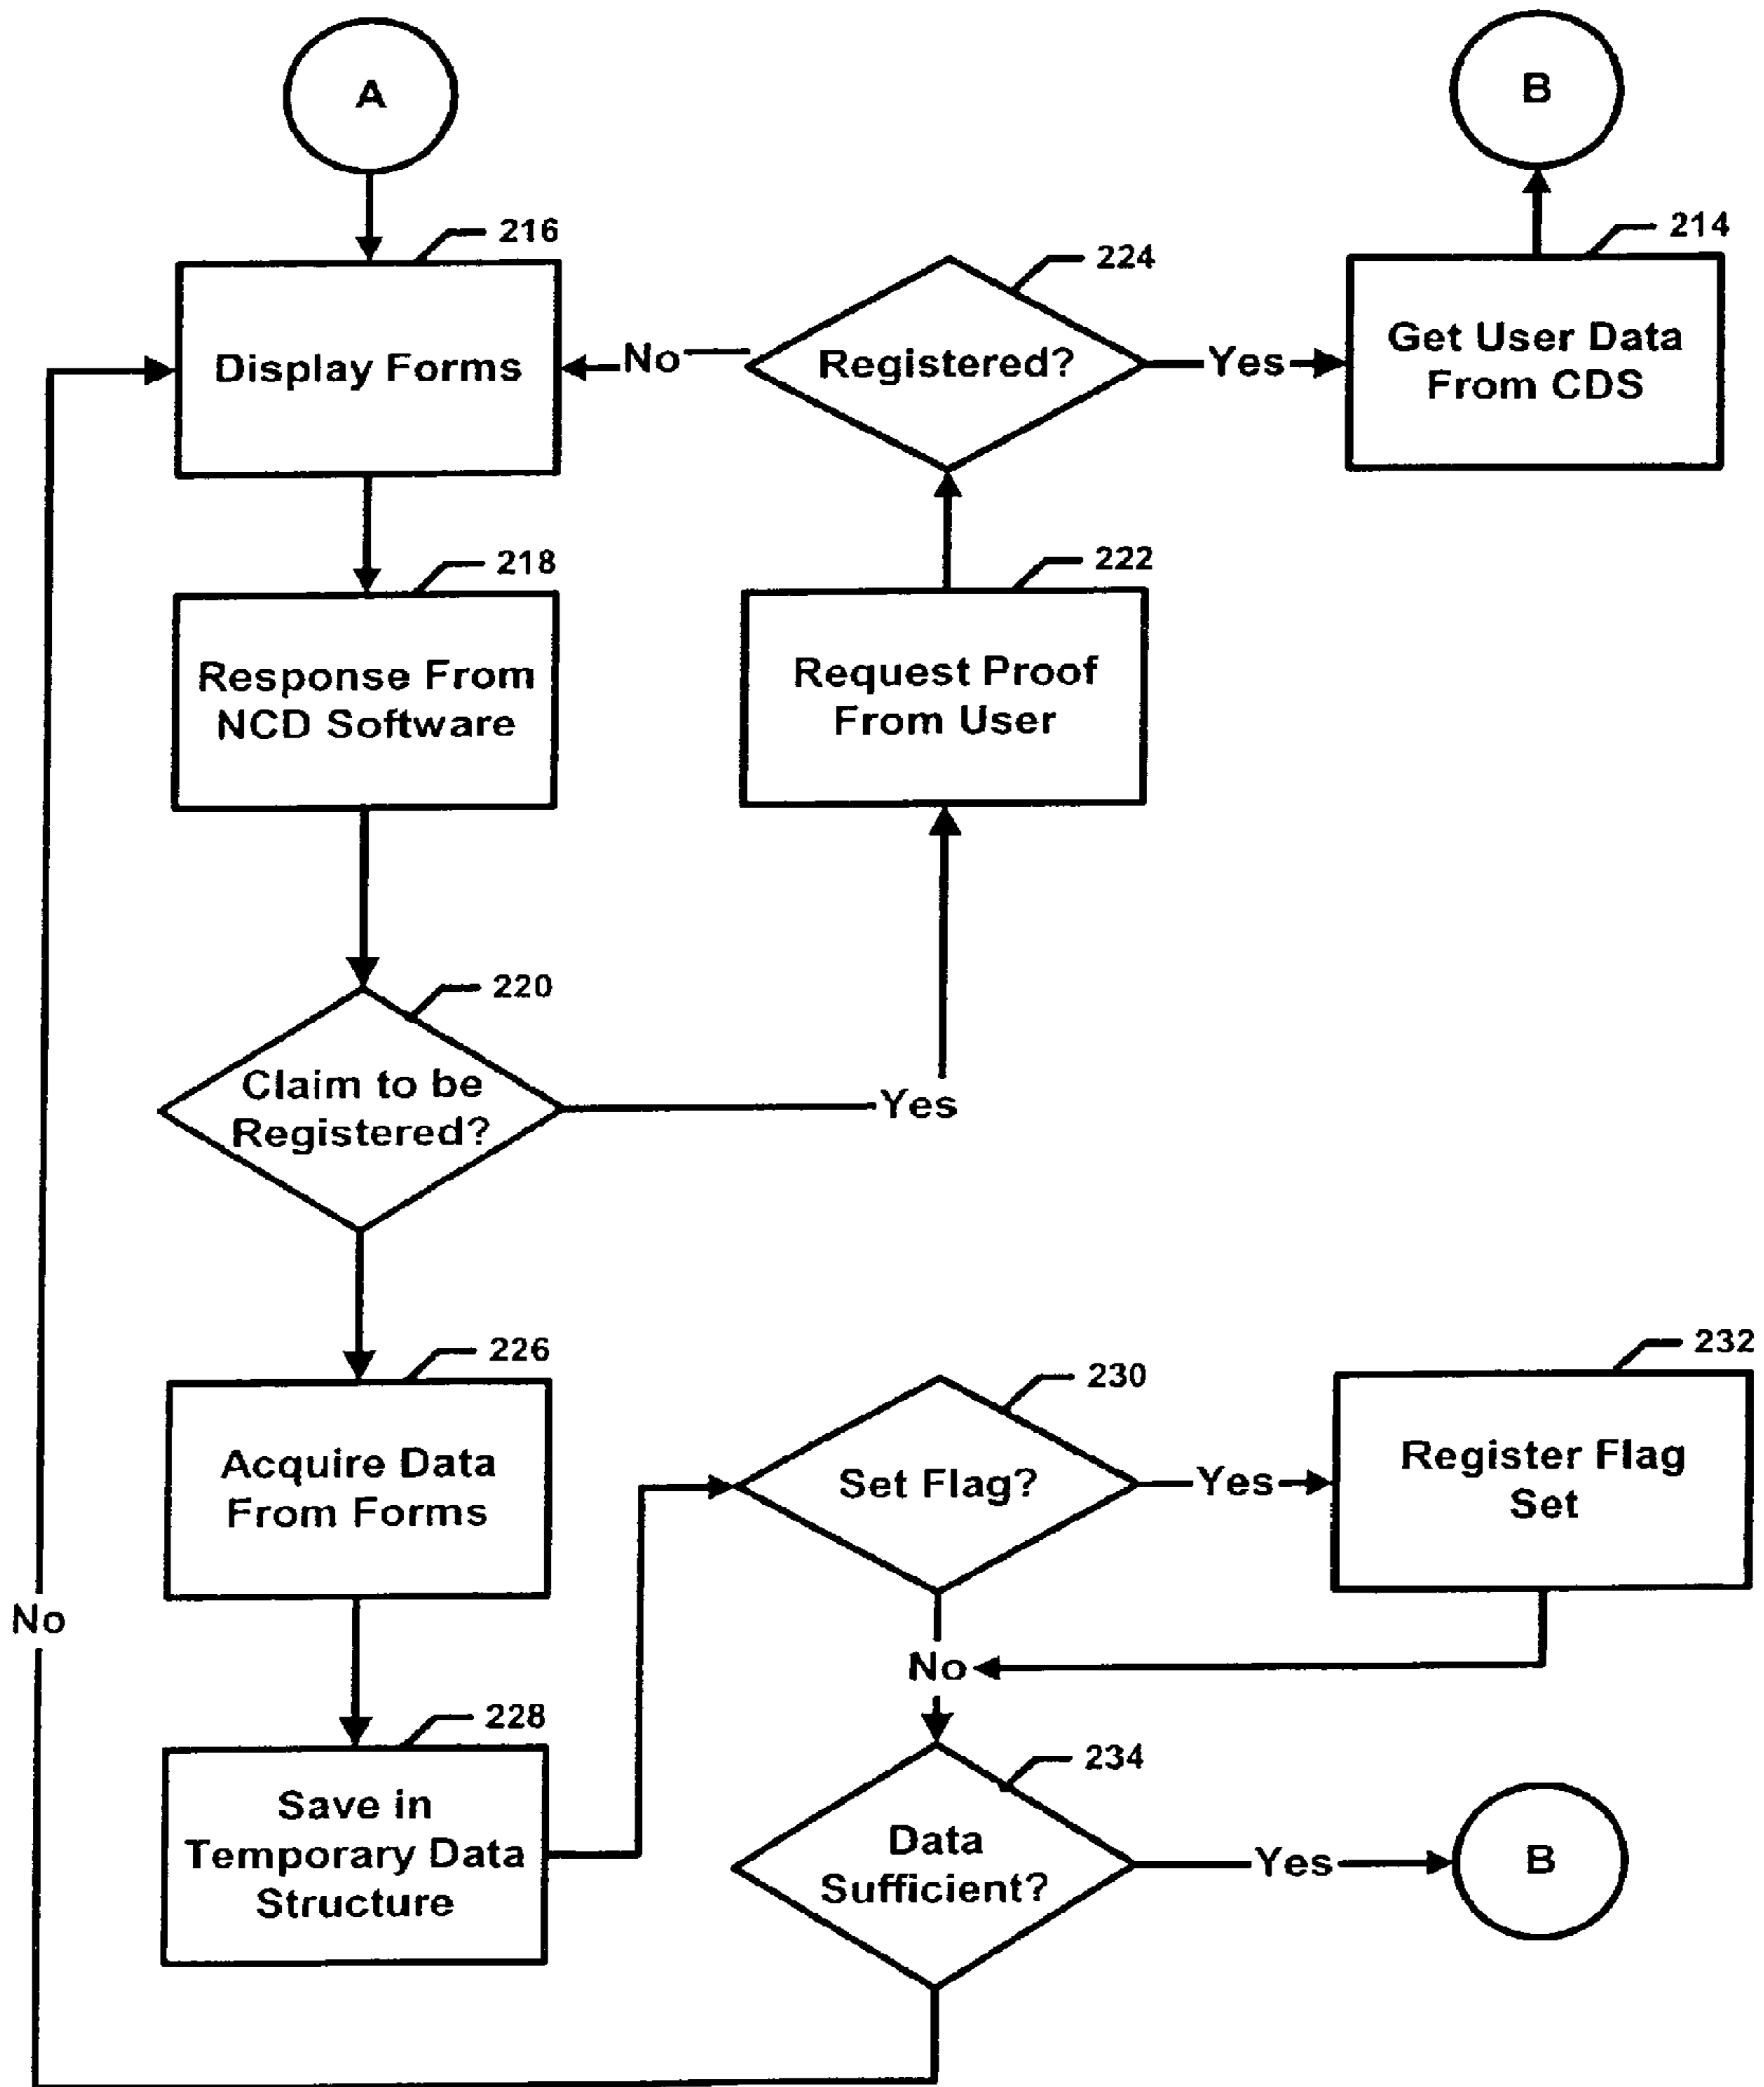 A
B
216
224
214
Display Forms
No
Registered?
Yes
Get User Data
From CDS
218
222
Response From
NCD Software
Request Proof
From User
220
Claim to be
Registered?
Yes
226
230
232
Acquire Data
From Forms
Set Flag?
Yes
Register Flag
Set
No
No
228
234
Save in
Temporary Data
Structure
Data
Sufficient?
Yes
B